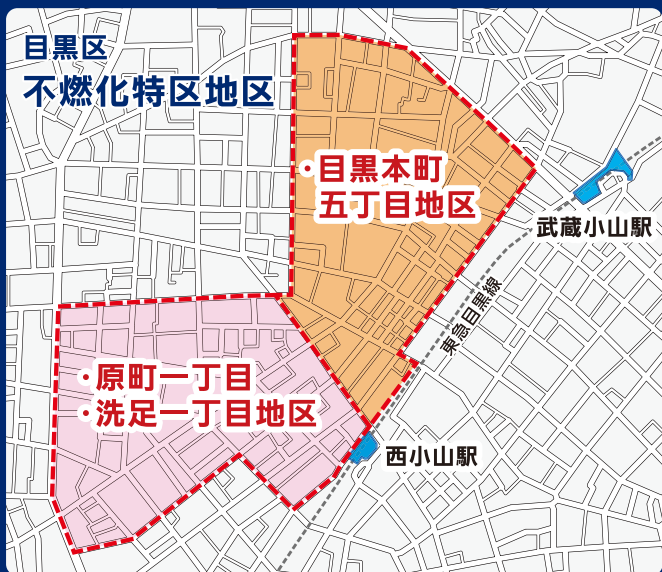 目黒区
不燃化特区地区
・目黒本町
五丁目地区
武蔵小山駅
東急目黒線
・原町一丁目
・洗足一丁目地区
西小山駅